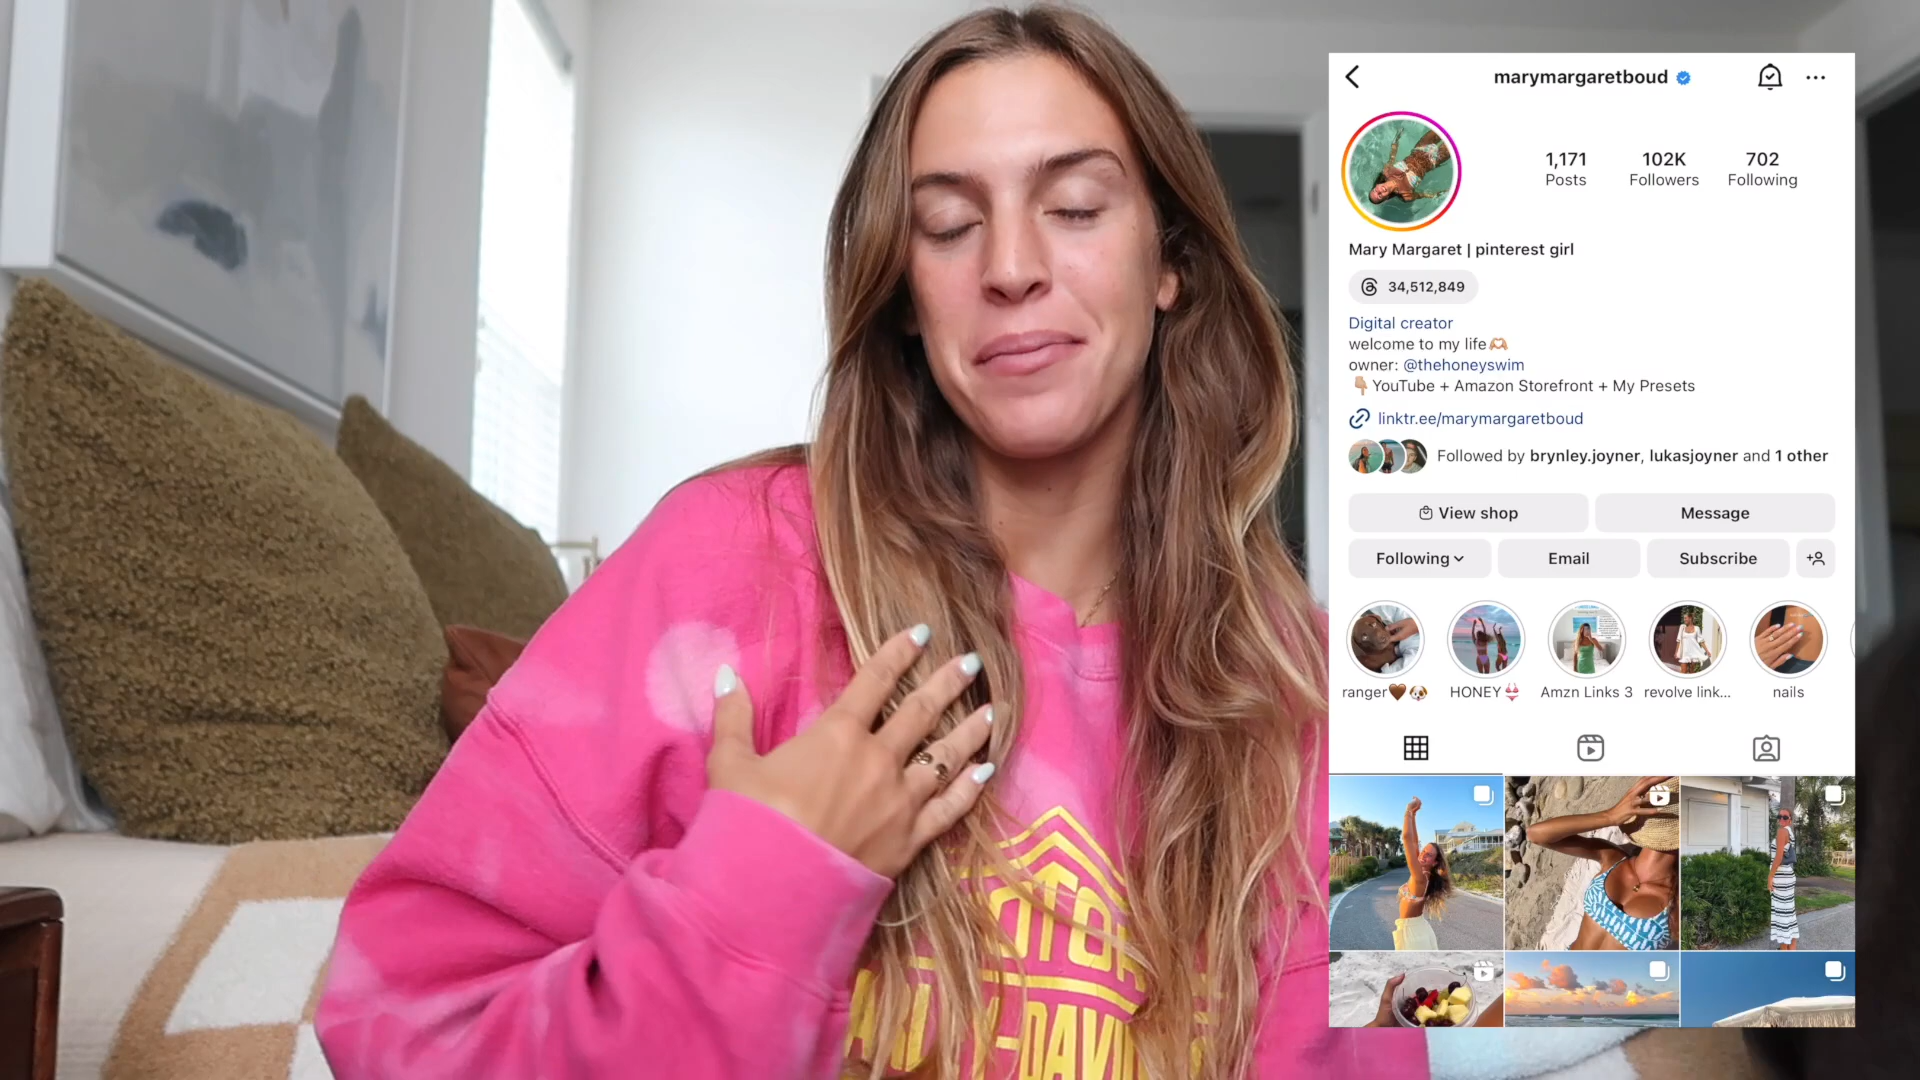 marymargaretboud
1,171 102K 702
Posts Followers Following
Mary Margaret | pinterest girl
34,512,849
Digital creator
welcome to my life🫶🏼
owner: @thehoneyswim
👇🏼YouTube + Amazon Storefront + My Presets
linktr.ee/marymargaretboud
Followed by brynley.joyner, lukasjoyner and 1 other
View shop Message
Following Email Subscribe
ranger🤎🐶 HONEY👙 Amzn Links 3 revolve link... nails